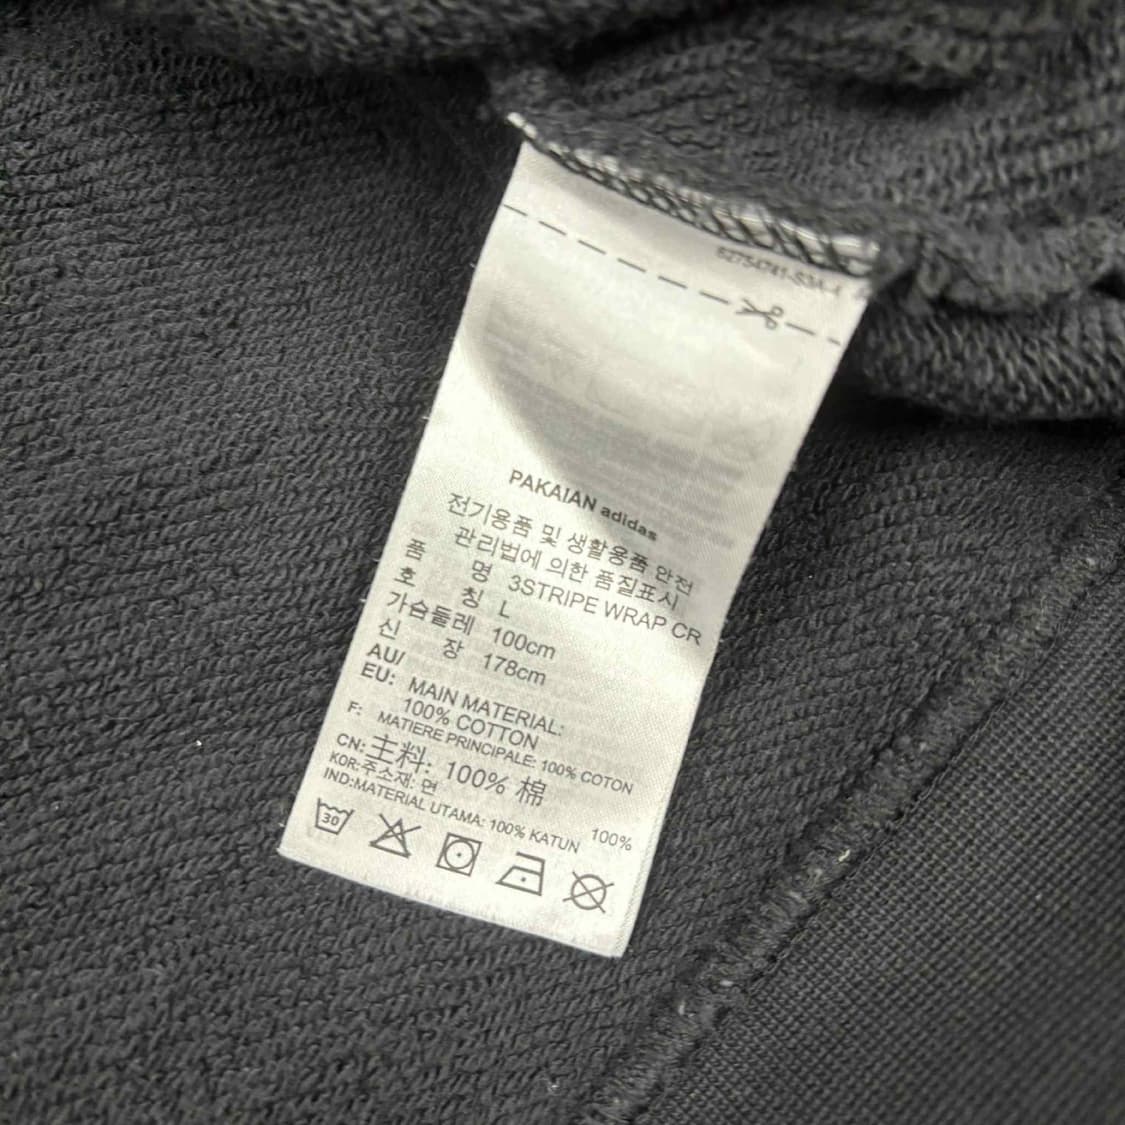 PAKAIAN adidas
전기용품 및 생활용품 안전
관리법에 의한 품질표시
품 명 3STRIPE WRAP CR
호 칭 L
가슴둘레 100cm
신 장 178cm
AU/
EU: MAIN MATERIAL:
100% COTTON
F: MATIERE PRINCIPALE: 100% COTON
CN:主料: 100% 棉
KOR:주소재: 면 100%
IND:MATERIAL UTAMA: 100% KATUN
30